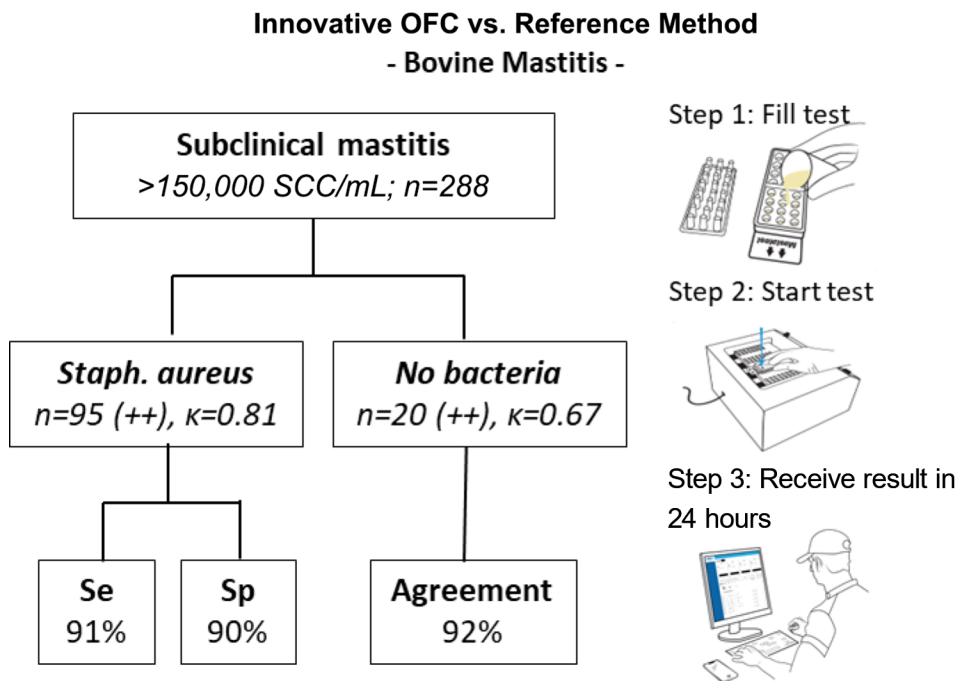 Innovative OFC vs. Reference Method
- Bovine Mastitis -
Subclinical mastitis
>150,000 SCC/mL; n=288
Staph. aureus
n=95 (++), κ=0.81
No bacteria
n=20 (++), κ=0.67
Se
91%
Sp
90%
Agreement
92%
Step 1: Fill test
Mastatest
Step 2: Start test
Step 3: Receive result in
24 hours